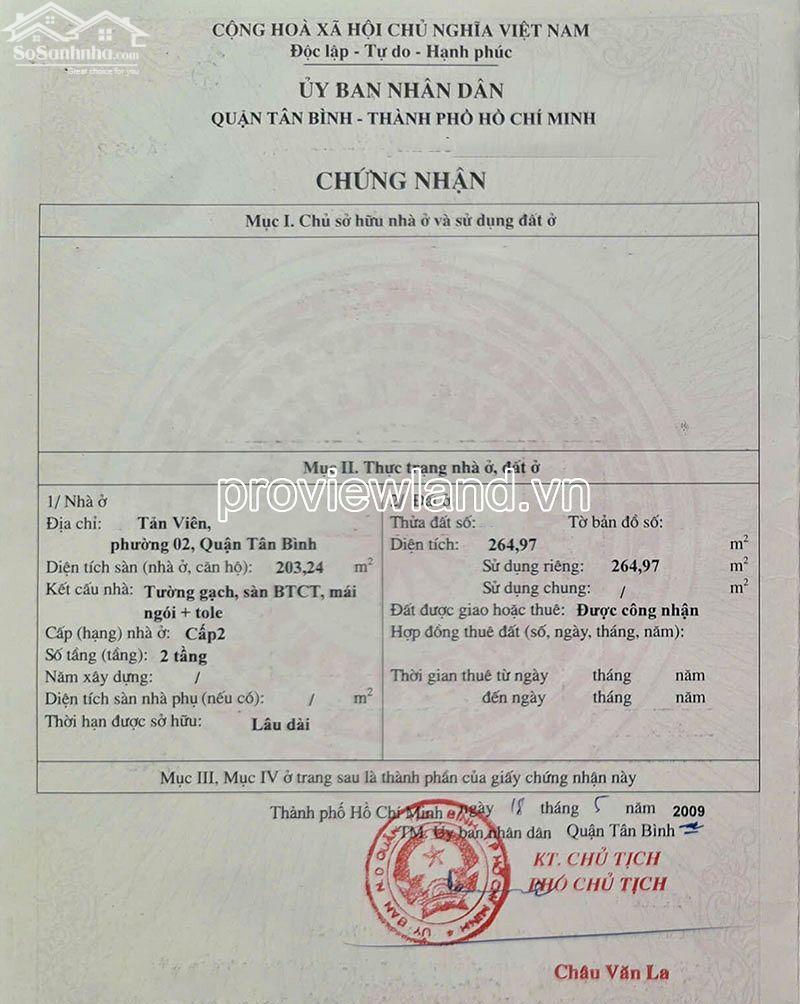 SoSanhnha.com
Great choice for you
CỘNG HOÀ XÃ HỘI CHỦ NGHĨA VIỆT NAM
Độc lập - Tự do - Hạnh phúc
ỦY BAN NHÂN DÂN
QUẬN TÂN BÌNH - THÀNH PHỐ HỒ CHÍ MINH
CHỨNG NHẬN
Mục I. Chủ sở hữu nhà ở và sử dụng đất ở
Mục II. Thực trạng nhà ở, đất ở
proviewland.vn
1/ Nhà ở
Địa chỉ: Tản Viên,
phường 02, Quận Tân Bình
Diện tích sàn (nhà ở, căn hộ): 203,24 m²
Kết cấu nhà: Tường gạch, sàn BTCT, mái
ngói + tole
Cấp (hạng) nhà ở: Cấp2
Số tầng (tầng): 2 tầng
Năm xây dựng: /
Diện tích sàn nhà phụ (nếu có): / m²
Thời hạn được sở hữu: Lâu dài
2/ Đất ở
Thửa đất số: Tờ bản đồ số:
Diện tích: 264,97 m²
Sử dụng riêng: 264,97 m²
Sử dụng chung: / m²
Đất được giao hoặc thuê: Được công nhận
Hợp đồng thuê đất (số, ngày, tháng, năm):
Thời gian thuê từ ngày tháng năm
đến ngày tháng năm
Mục III, Mục IV ở trang sau là thành phần của giấy chứng nhận này
Thành phố Hồ Chí Minh ngày 18 tháng 5 năm 2009
TM. Ủy ban nhân dân Quận Tân Bình
KT. CHỦ TỊCH
PHÓ CHỦ TỊCH
Châu Văn La